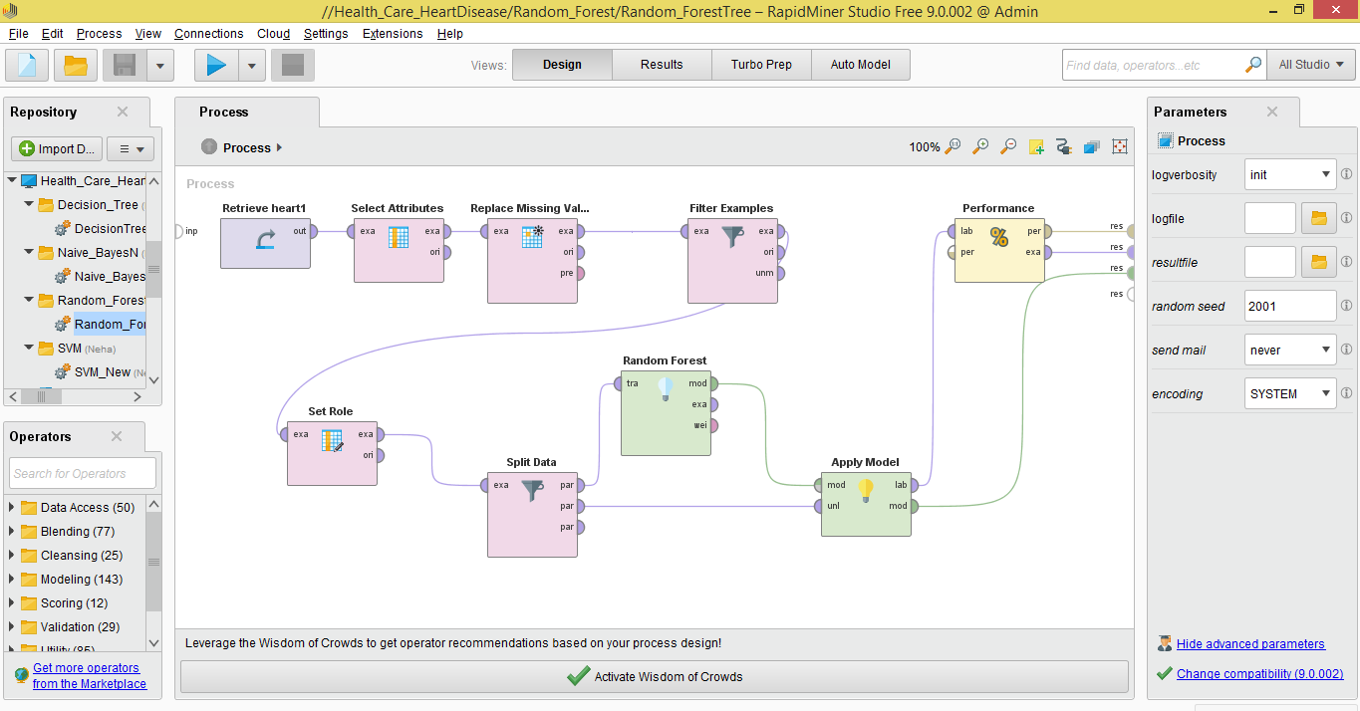 //Health_Care_HeartDisease/Random_Forest/Random_ForestTree – RapidMiner Studio Free 9.0.002 @ Admin
File Edit Process View Connections Cloud Settings Extensions Help
Views: Design Results Turbo Prep Auto Model
Find data, operators...etc
All Studio
Repository
Import D...
Health_Care_Heart
Decision_Tree (
DecisionTree
Naive_BayesN (
Naive_Bayes
Random_Forest
Random_For
SVM (Neha)
SVM_New (Ne
Operators
Search for Operators
Data Access (50)
Blending (77)
Cleansing (25)
Modeling (143)
Scoring (12)
Validation (29)
Utility (85)
Get more operators
from the Marketplace
Process
Process
100%
Process
inp
Retrieve heart1
out
Select Attributes
exa exa
ori
Replace Missing Val...
exa exa
ori
pre
Filter Examples
exa exa
ori
unm
Performance
lab per
per exa
res
res
res
res
Random Forest
tra mod
exa
wei
Set Role
exa exa
ori
Split Data
exa par
par
par
Apply Model
mod lab
unl mod
Leverage the Wisdom of Crowds to get operator recommendations based on your process design!
Activate Wisdom of Crowds
Parameters
Process
logverbosity init
logfile
resultfile
random seed 2001
send mail never
encoding SYSTEM
Hide advanced parameters
Change compatibility (9.0.002)